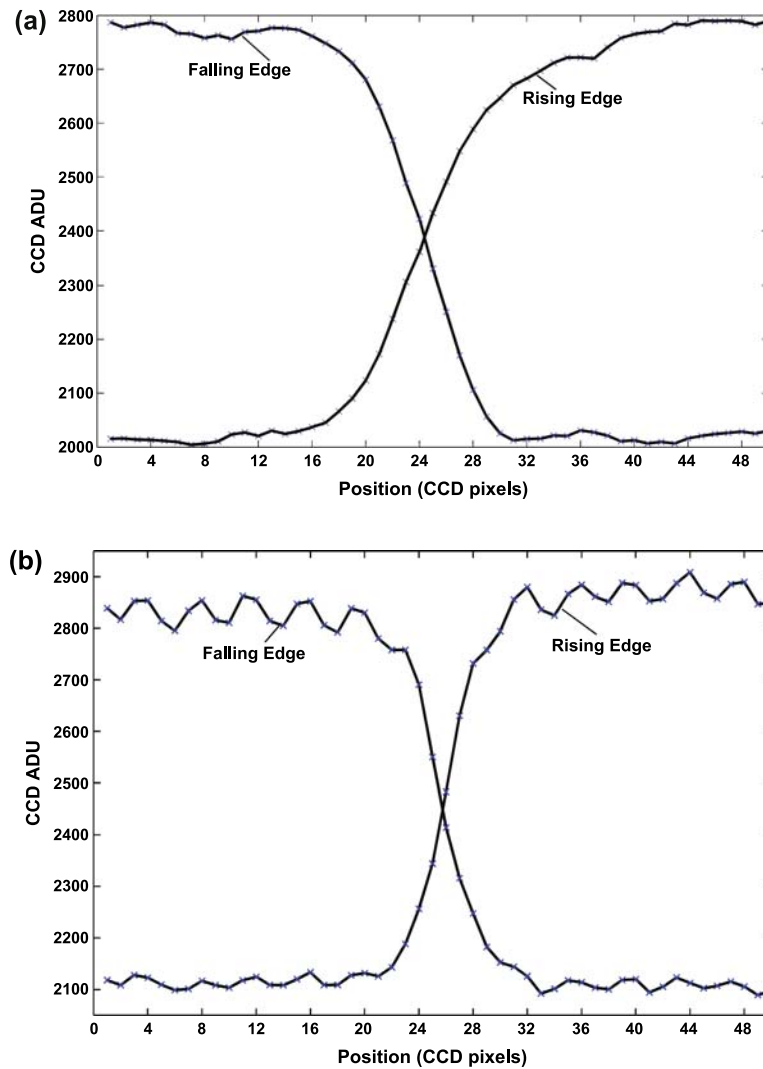 (a)
2800
2700
2600
2500
2400
2300
2200
2100
2000
CCD ADU
Falling Edge
Rising Edge
0 4 8 12 16 20 24 28 32 36 40 44 48
Position (CCD pixels)
(b)
2900
2800
2700
2600
2500
2400
2300
2200
2100
CCD ADU
Falling Edge
Rising Edge
0 4 8 12 16 20 24 28 32 36 40 44 48
Position (CCD pixels)